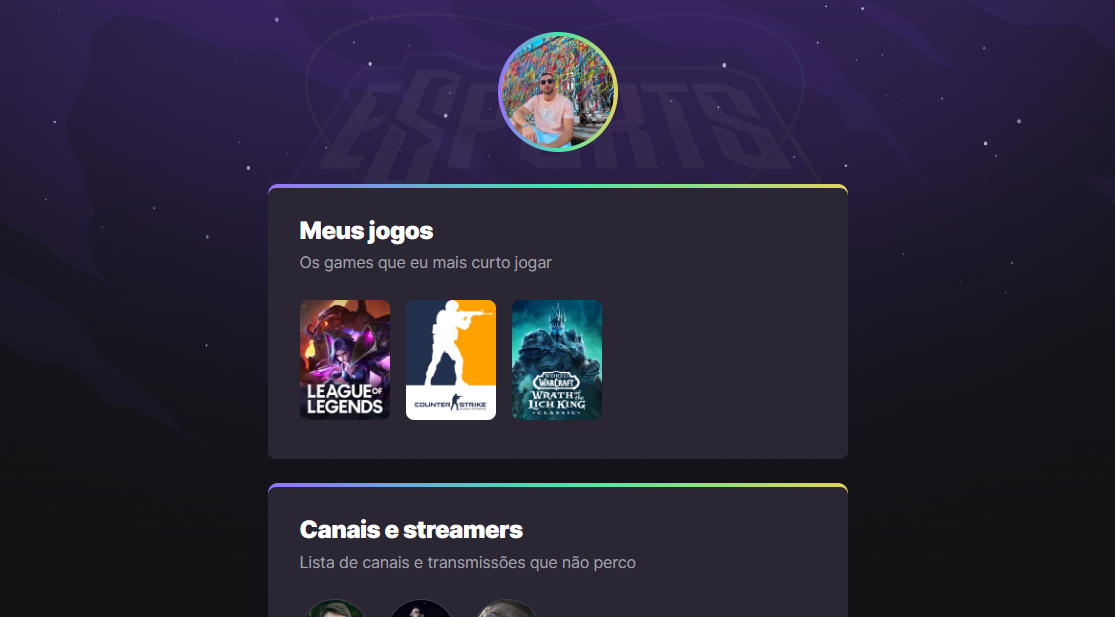 ESPORTS
Meus jogos
Os games que eu mais curto jogar
LEAGUE OF
LEGENDS
COUNTER STRIKE
WORLD OF
WARCRAFT
WRATH of the
LICH KING
CLASSIC
Canais e streamers
Lista de canais e transmissões que não perco